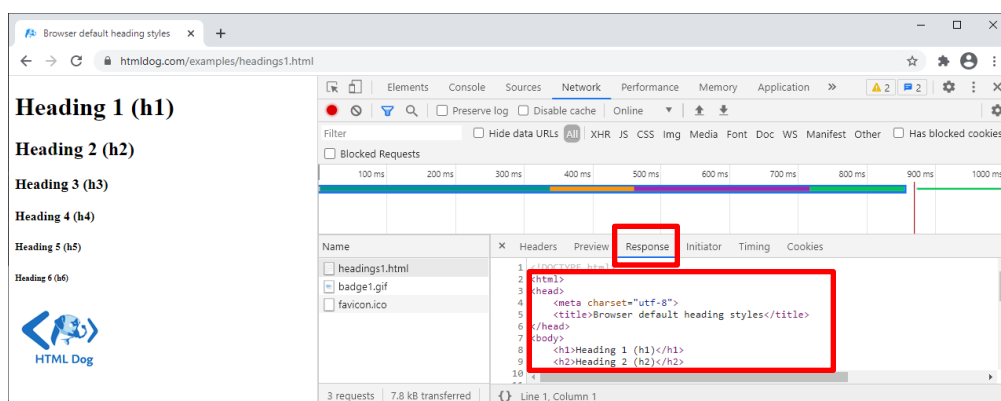 Browser default heading styles
htmldog.com/examples/headings1.html
Heading 1 (h1)
Heading 2 (h2)
Heading 3 (h3)
Heading 4 (h4)
Heading 5 (h5)
Heading 6 (h6)
HTML Dog
Elements Console Sources Network Performance Memory Application » 2 2
Preserve log Disable cache Online
Filter Hide data URLs All XHR JS CSS Img Media Font Doc WS Manifest Other Has blocked cookies
Blocked Requests
100 ms 200 ms 300 ms 400 ms 500 ms 600 ms 700 ms 800 ms 900 ms 1000 ms
Name
headings1.html
badge1.gif
favicon.ico
3 requests 7.8 kB transferred
Headers Preview Response Initiator Timing Cookies
1 <!DOCTYPE html>
2 <html>
3 <head>
4 <meta charset="utf-8">
5 <title>Browser default heading styles</title>
6 </head>
7 <body>
8 <h1>Heading 1 (h1)</h1>
9 <h2>Heading 2 (h2)</h2>
10
{} Line 1, Column 1